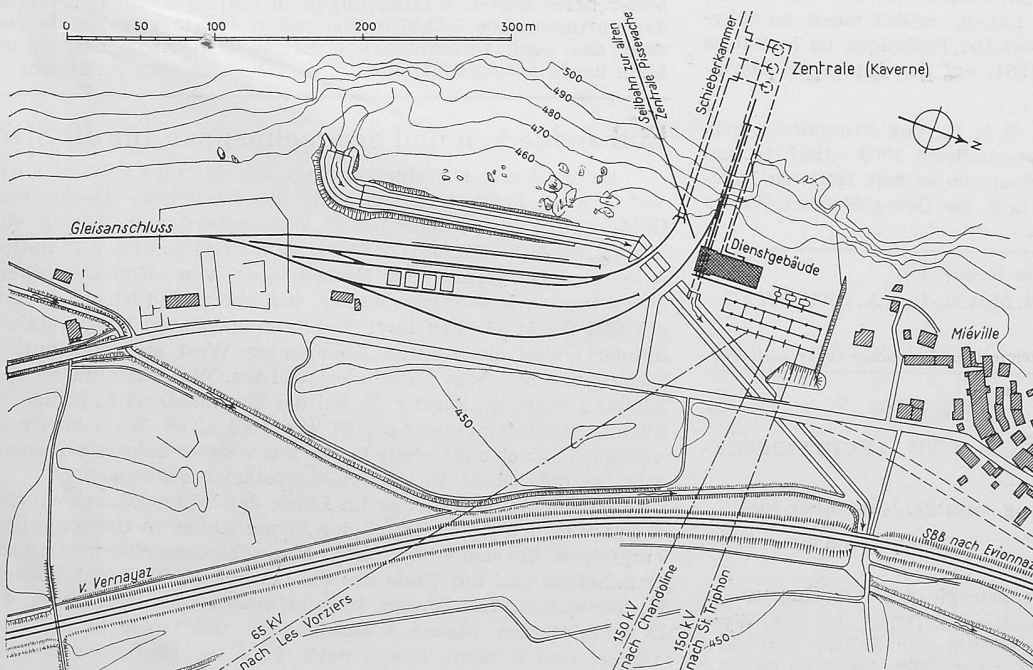 0 50 100 200 300 m
500
490
480
470
460
Seilbahn zur alten
Zentrale Pissevache
Schieberkammer
Zentrale (Kaverne)
N
Gleisanschluss
Dienstgebäude
Miéville
450
v. Vernayaz
SBB nach Evionnaz
65 KV
nach Les Vorziers
150 KV
nach Chandoline
150 KV
nach St. Triphon
450